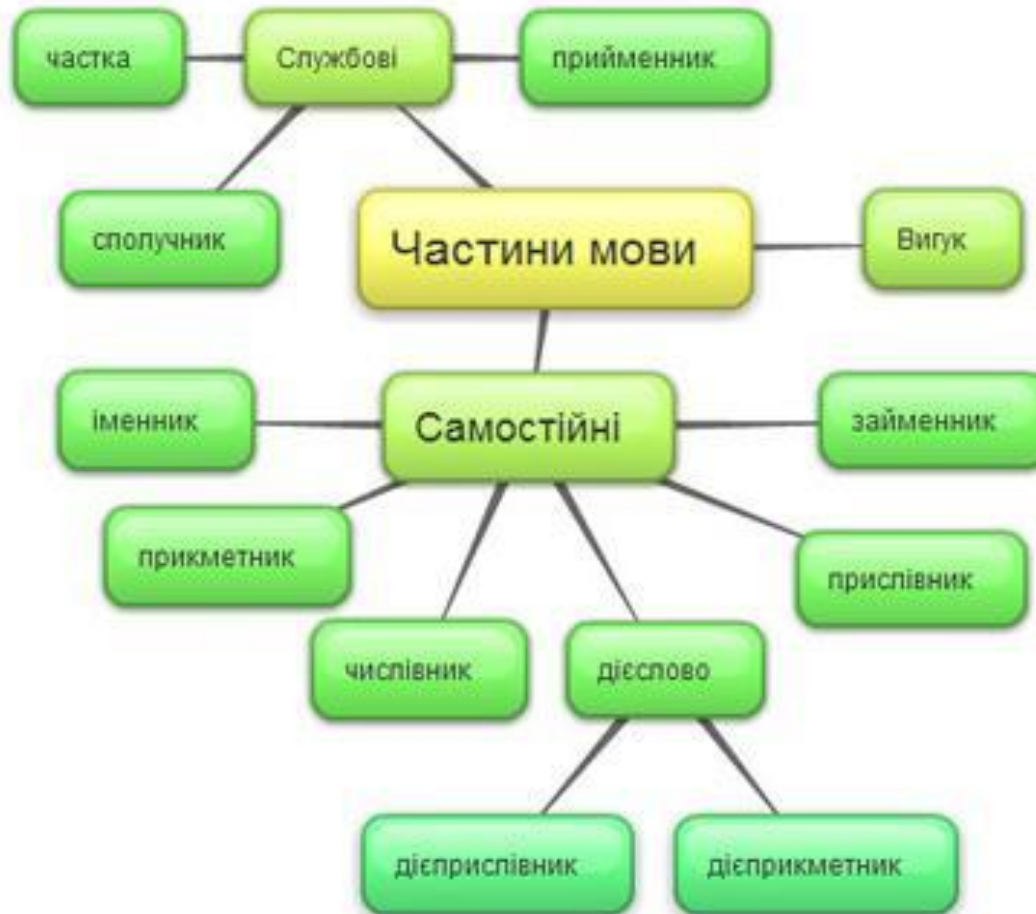 частка
Службові
прийменник
сполучник
Частини мови
Вигук
іменник
Самостійні
займенник
прикметник
прислівник
числівник
дієслово
дієприслівник
дієприкметник